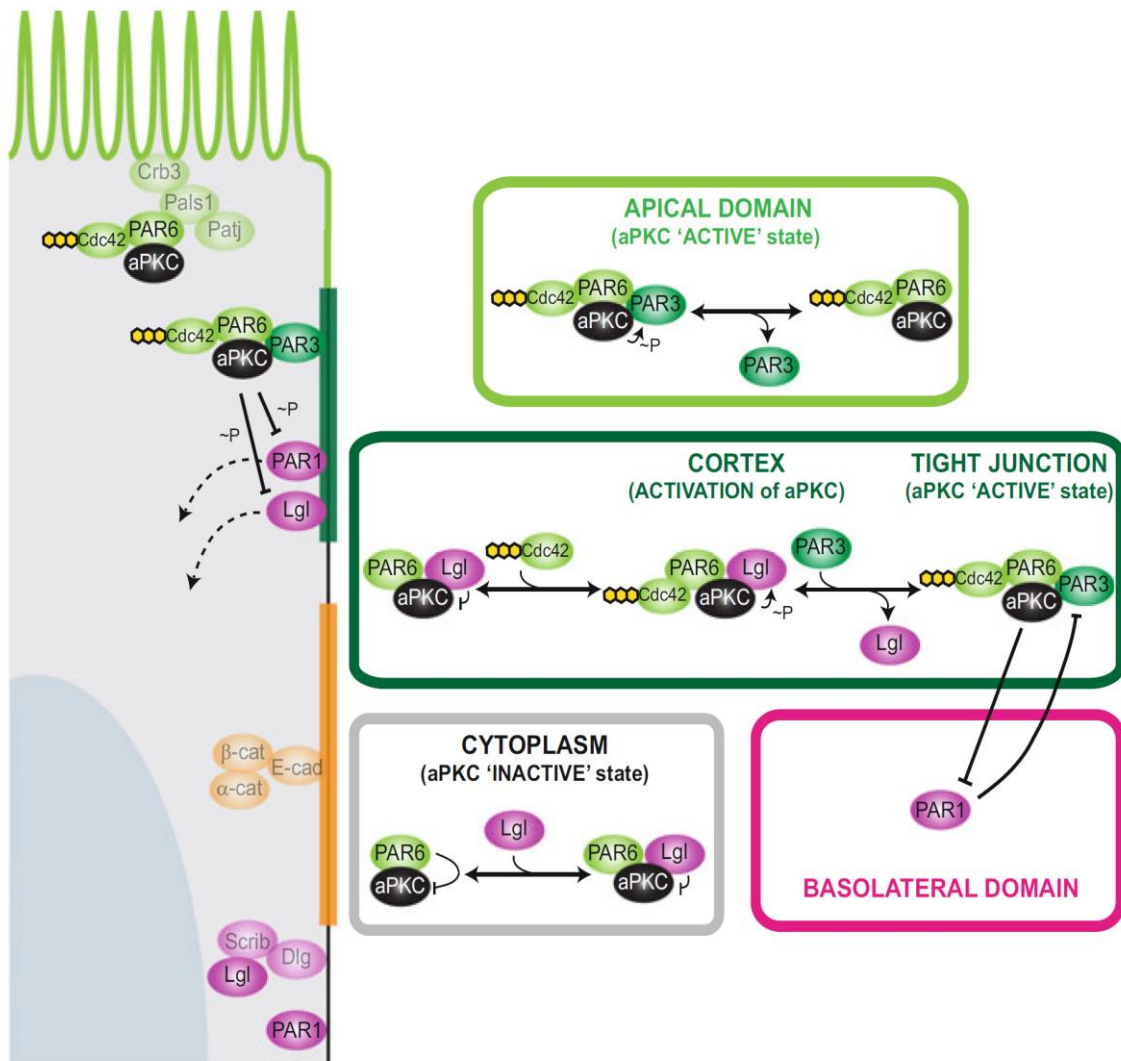 Crb3
Pals1
Patj
Cdc42
PAR6
aPKC
Cdc42
PAR6
PAR3
aPKC
~P
~P
PAR1
Lgl
β-cat
E-cad
α-cat
Scrib
Dlg
Lgl
PAR1
APICAL DOMAIN
(aPKC ‘ACTIVE’ state)
Cdc42
PAR6
PAR3
aPKC
~P
PAR3
Cdc42
PAR6
aPKC
CORTEX
(ACTIVATION of aPKC)
TIGHT JUNCTION
(aPKC ‘ACTIVE’ state)
PAR6
Lgl
aPKC
Cdc42
PAR6
Lgl
Cdc42
aPKC
~P
PAR3
Lgl
Cdc42
PAR6
PAR3
aPKC
CYTOPLASM
(aPKC ‘INACTIVE’ state)
PAR6
aPKC
Lgl
PAR6
Lgl
aPKC
PAR1
BASOLATERAL DOMAIN